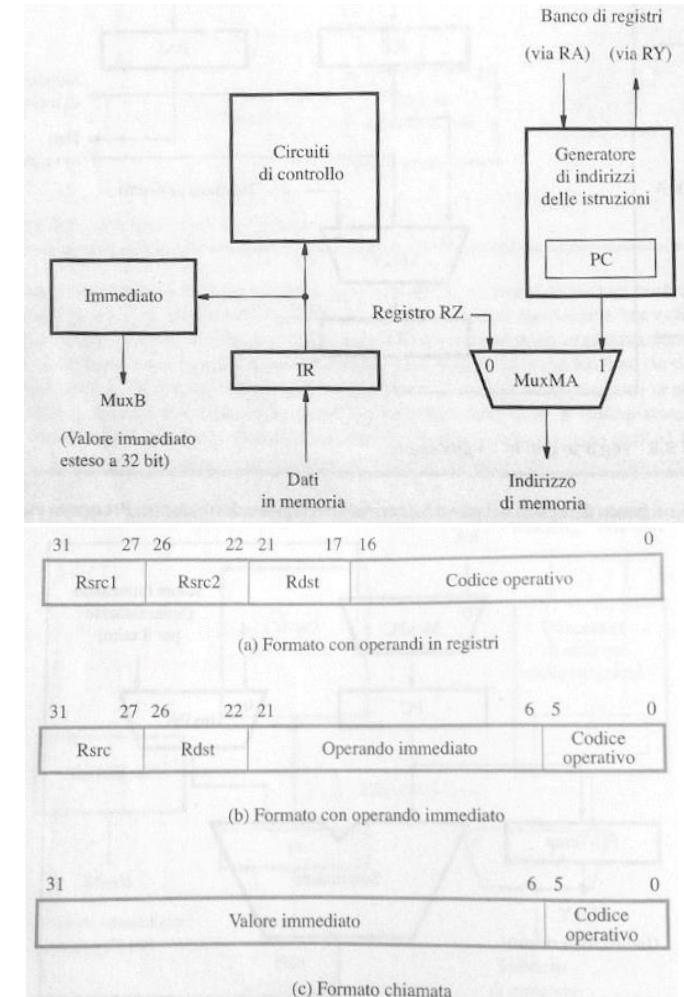 Banco di registri
(via RA) (via RY)
Circuiti
di controllo
Generatore
di indirizzi
delle istruzioni
PC
Immediato
Registro RZ
IR
0
MuxMA
MuxB
(Valore immediato
esteso a 32 bit)
Dati
in memoria
Indirizzo
di memoria
31 27 26 22 21 17 16 0
Rsrc1 Rsrc2 Rdst Codice operativo
(a) Formato con operandi in registri
31 27 26 22 21 6 5 0
Rsrc Rdst Operando immediato Codice
operativo
(b) Formato con operando immediato
31 6 5 0
Valore immediato Codice
operativo
(c) Formato chiamata